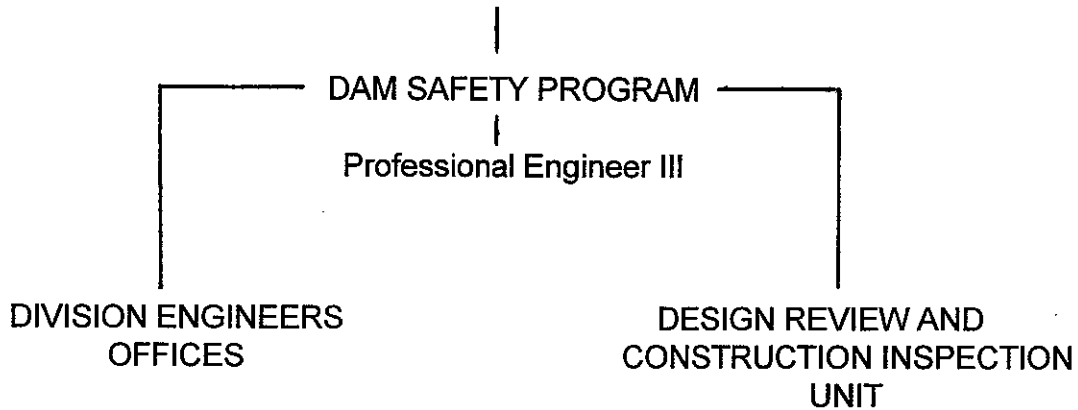 DAM SAFETY PROGRAM
Professional Engineer III
DIVISION ENGINEERS
OFFICES
DESIGN REVIEW AND
CONSTRUCTION INSPECTION
UNIT